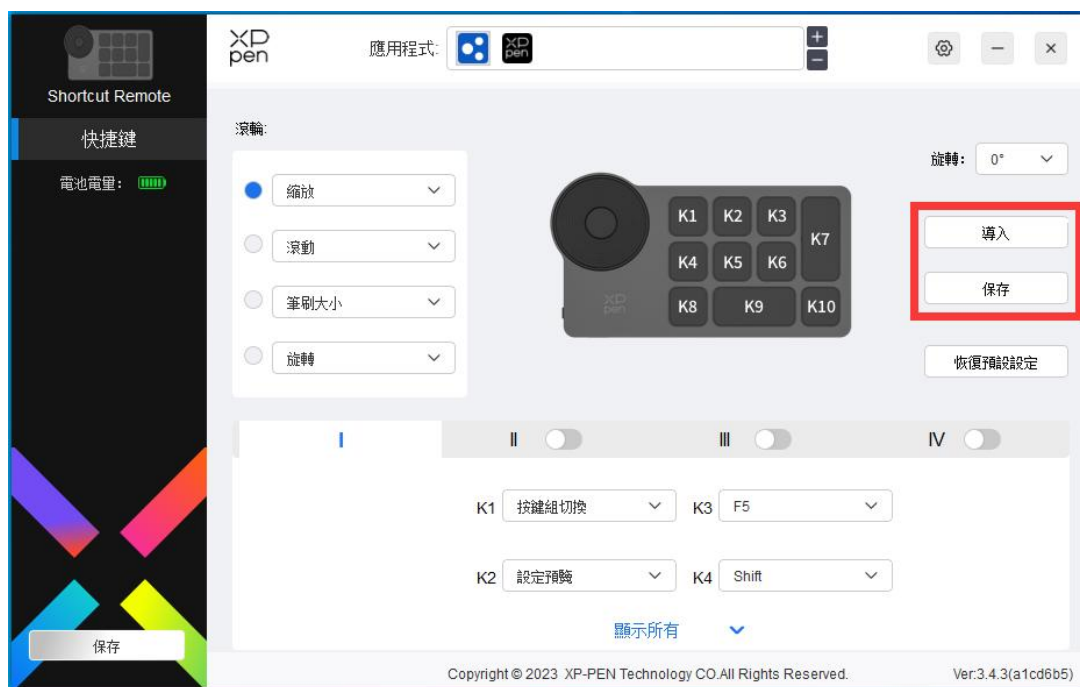 XP
pen
應用程式:
XP
pen
+
−
×
Shortcut Remote
快捷鍵
電池電量：
滾輪:
旋轉： 0°
縮放
滾動
筆刷大小
旋轉
K1 K2 K3
K7
K4 K5 K6
K8 K9 K10
XP
pen
導入
保存
恢復預設設定
I II III IV
K1 按鍵組切換 K3 F5
K2 設定預覽 K4 Shift
顯示所有
保存
Copyright © 2023 XP-PEN Technology CO.All Rights Reserved. Ver:3.4.3(a1cd6b5)